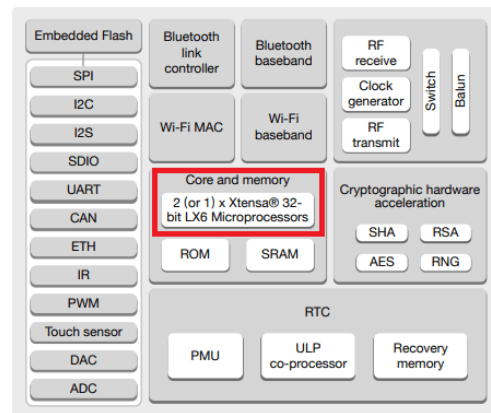 Embedded Flash
SPI
I2C
I2S
SDIO
UART
CAN
ETH
IR
PWM
Touch sensor
DAC
ADC
Bluetooth
link
controller
Bluetooth
baseband
Wi-Fi MAC
Wi-Fi
baseband
RF
receive
Clock
generator
RF
transmit
Switch
Balun
Core and memory
2 (or 1) x Xtensa® 32-
bit LX6 Microprocessors
ROM
SRAM
Cryptographic hardware
acceleration
SHA
RSA
AES
RNG
RTC
PMU
ULP
co-processor
Recovery
memory